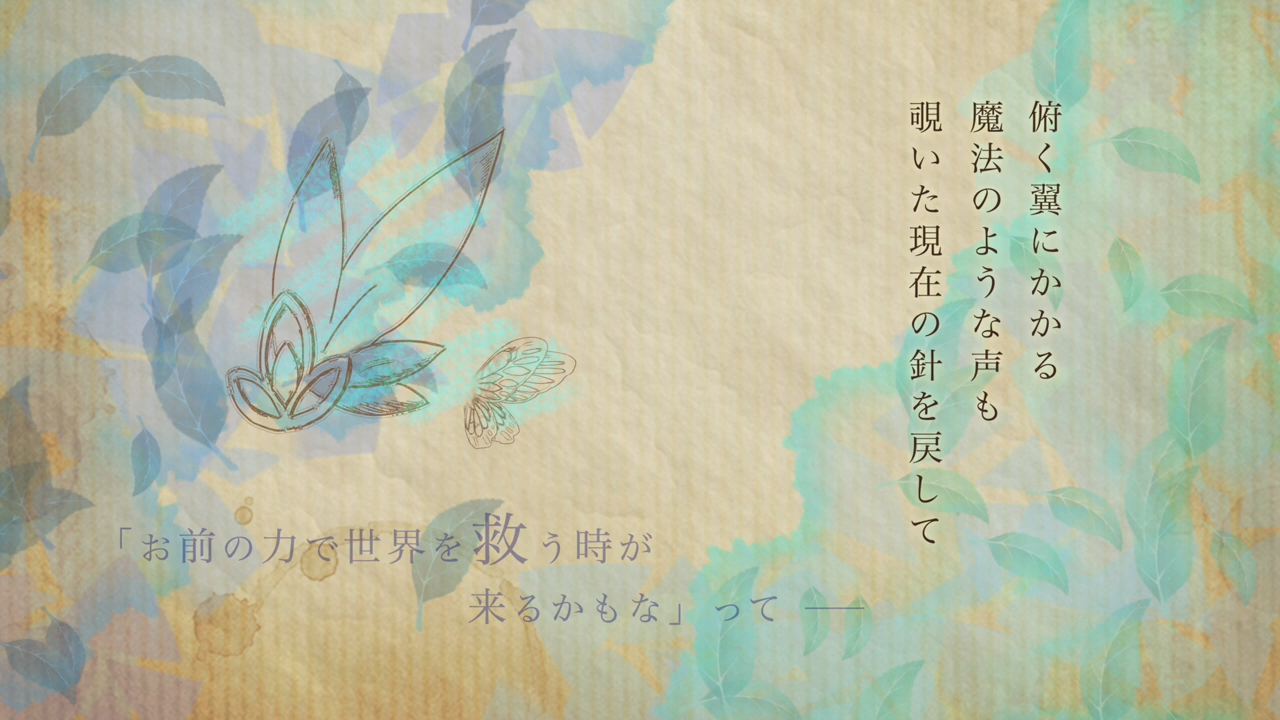 俯く翼にかかる
魔法のような声も
覗いた現在の針を戻して
「お前の力で世界を救う時が
来るかもな」って ――